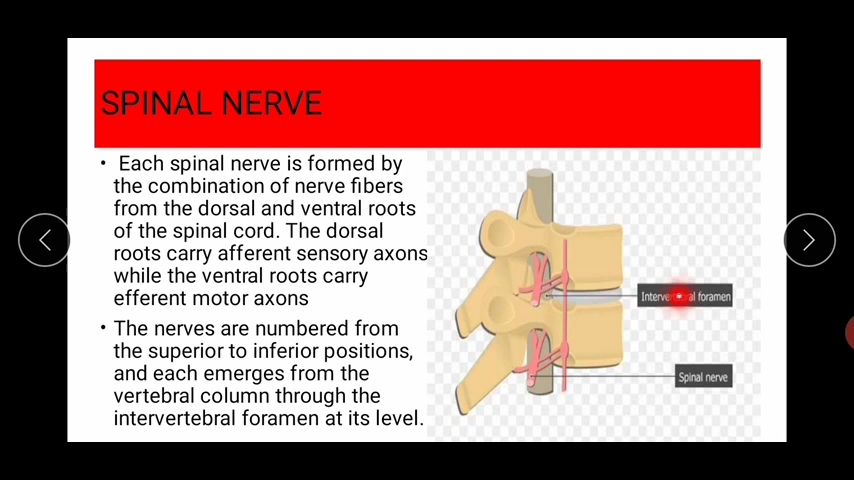 SPINAL NERVE
• Each spinal nerve is formed by
the combination of nerve fibers
from the dorsal and ventral roots
of the spinal cord. The dorsal
roots carry afferent sensory axons
while the ventral roots carry
efferent motor axons
• The nerves are numbered from
the superior to inferior positions,
and each emerges from the
vertebral column through the
intervertebral foramen at its level.
foramen
Spinal nerve